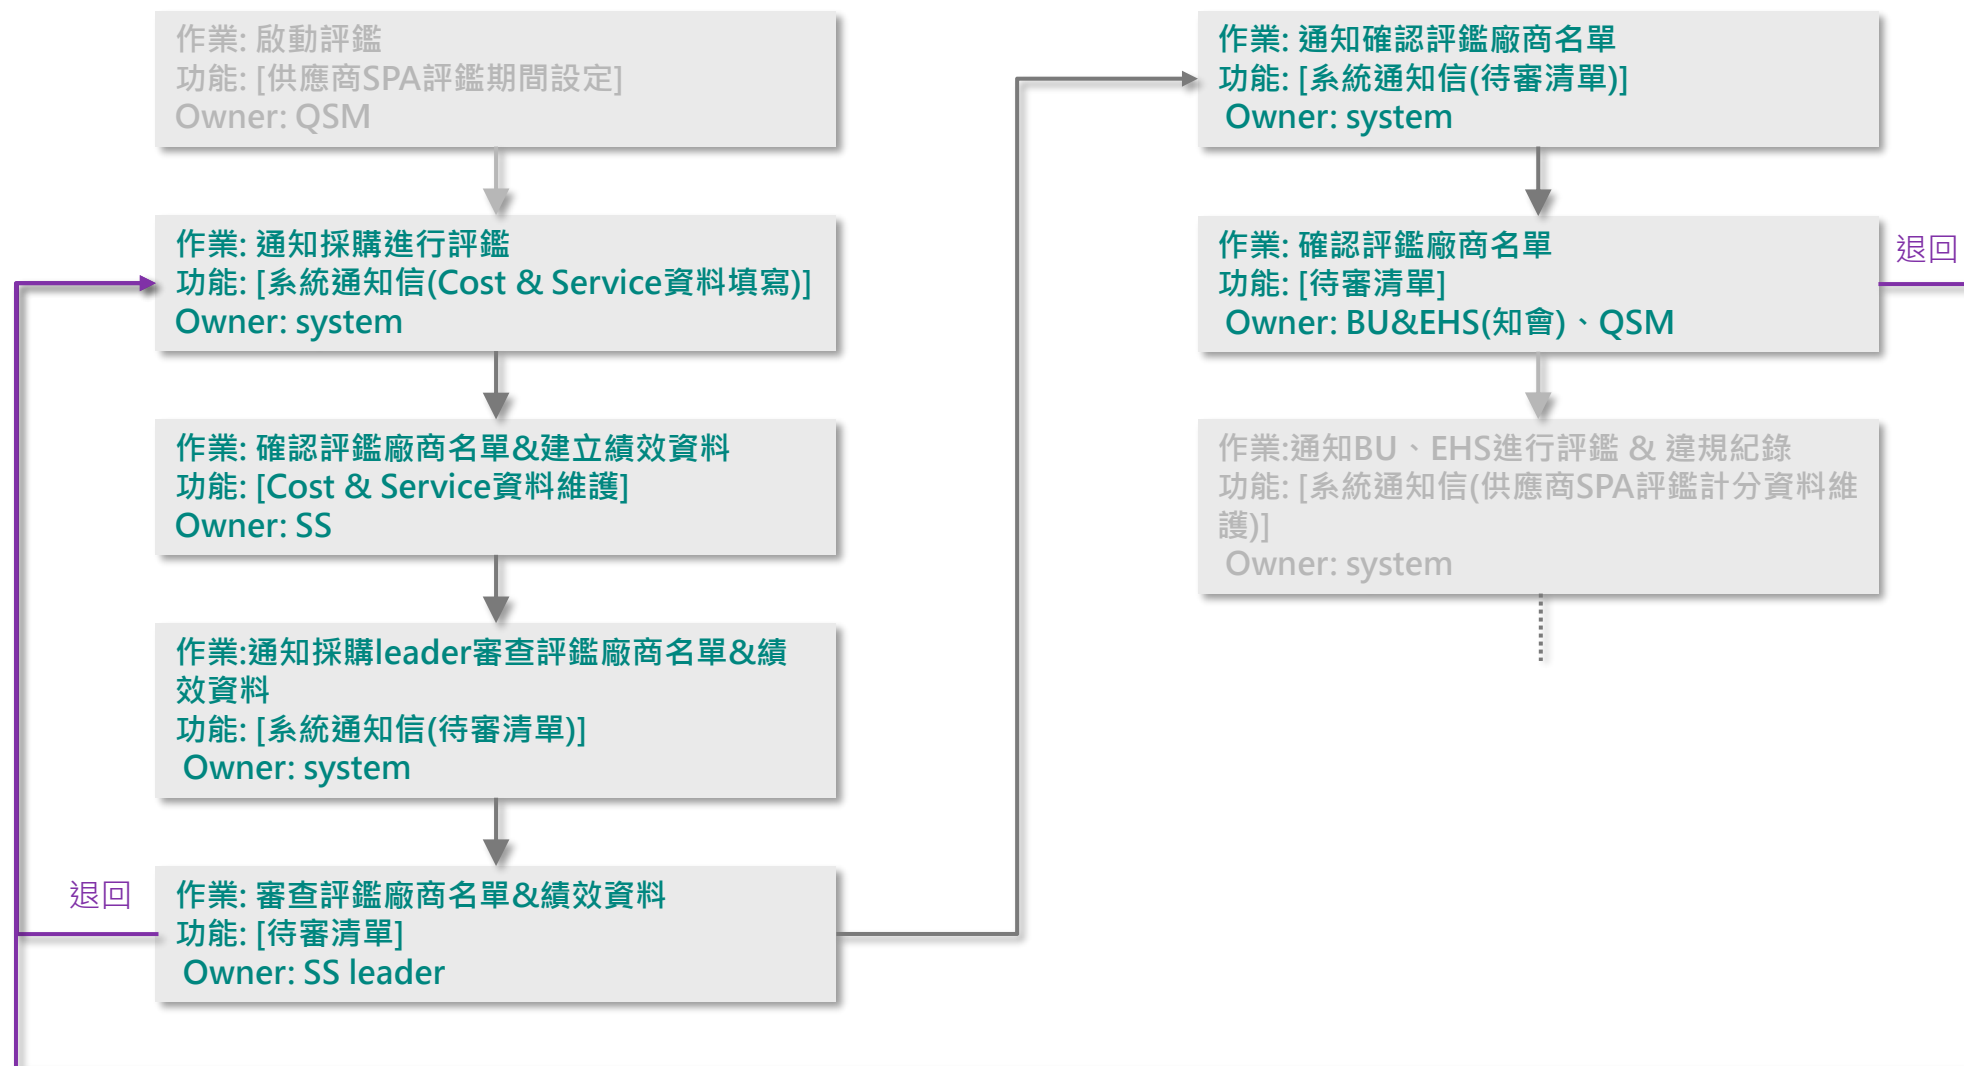 作業: 啟動評鑑
功能: [供應商SPA評鑑期間設定]
Owner: QSM
作業: 通知採購進行評鑑
功能: [系統通知信(Cost & Service資料填寫)]
Owner: system
作業: 確認評鑑廠商名單&建立績效資料
功能: [Cost & Service資料維護]
Owner: SS
作業:通知採購leader審查評鑑廠商名單&績
效資料
功能: [系統通知信(待審清單)]
Owner: system
退回
作業: 審查評鑑廠商名單&績效資料
功能: [待審清單]
Owner: SS leader
作業: 通知確認評鑑廠商名單
功能: [系統通知信(待審清單)]
Owner: system
作業: 確認評鑑廠商名單
功能: [待審清單]
Owner: BU&EHS(知會)、QSM
退回
作業:通知BU、EHS進行評鑑 & 違規紀錄
功能: [系統通知信(供應商SPA評鑑計分資料維
護)]
Owner: system